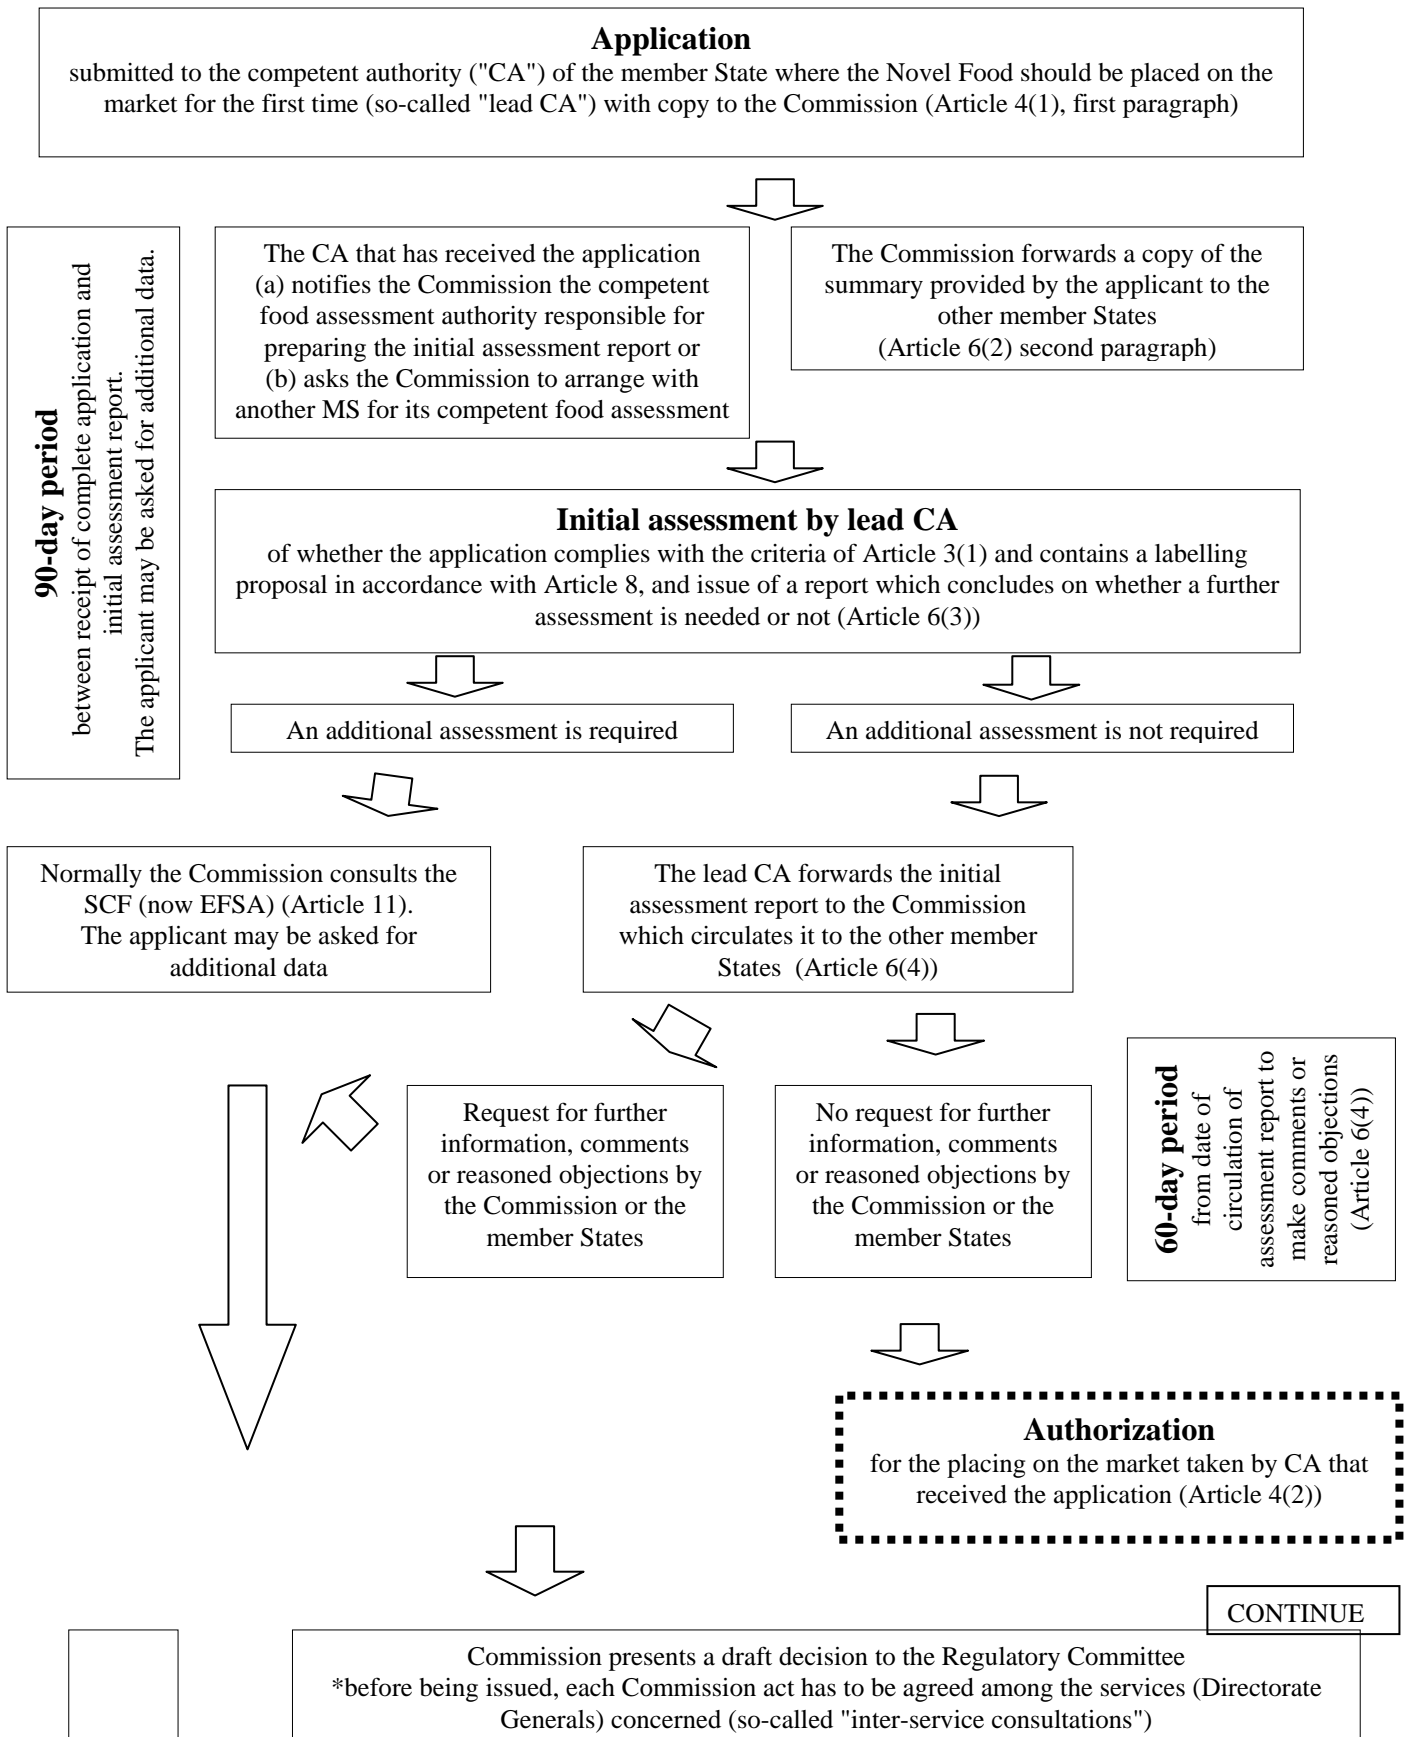 Application
submitted to the competent authority ("CA") of the member State where the Novel Food should be placed on the
market for the first time (so-called "lead CA") with copy to the Commission (Article 4(1), first paragraph)
90-day period
between receipt of complete application and
initial assessment report.
The applicant may be asked for additional data.
The CA that has received the application
(a) notifies the Commission the competent
food assessment authority responsible for
preparing the initial assessment report or
(b) asks the Commission to arrange with
another MS for its competent food assessment
The Commission forwards a copy of the
summary provided by the applicant to the
other member States
(Article 6(2) second paragraph)
Initial assessment by lead CA
of whether the application complies with the criteria of Article 3(1) and contains a labelling
proposal in accordance with Article 8, and issue of a report which concludes on whether a further
assessment is needed or not (Article 6(3))
An additional assessment is required
An additional assessment is not required
Normally the Commission consults the
SCF (now EFSA) (Article 11).
The applicant may be asked for
additional data
The lead CA forwards the initial
assessment report to the Commission
which circulates it to the other member
States (Article 6(4))
Request for further
information, comments
or reasoned objections by
the Commission or the
member States
No request for further
information, comments
or reasoned objections by
the Commission or the
member States
60-day period
from date of
circulation of
assessment report to
make comments or
reasoned objections
(Article 6(4))
Authorization
for the placing on the market taken by CA that
received the application (Article 4(2))
CONTINUE
Commission presents a draft decision to the Regulatory Committee
*before being issued, each Commission act has to be agreed among the services (Directorate
Generals) concerned (so-called "inter-service consultations")